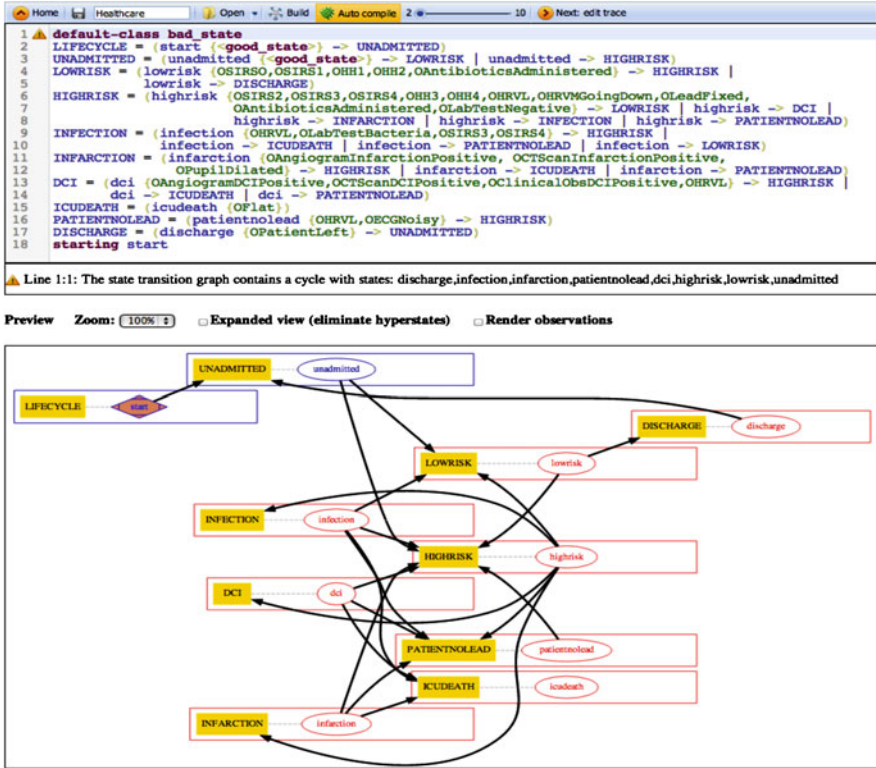 Home Healthcare Open Build Auto compile 2 10 Next: edit trace
1 default-class bad_state
2 LIFECYCLE = (start {<good_state>} -> UNADMITTED)
3 UNADMITTED = (unadmitted {<good_state>} -> LOWRISK | unadmitted -> HIGHRISK)
4 LOWRISK = (lowrisk {OSIRS0,OSIRS1,OHH1,OHH2,OAntibioticsAdministered} -> HIGHRISK |
5 lowrisk -> DISCHARGE)
6 HIGHRISK = (highrisk {OSIRS2,OSIRS3,OSIRS4,OHH3,OHH4,OHRVL,OHRVMGoingDown,OLeadFixed,
7 OAntibioticsAdministered,OLabTestNegative} -> LOWRISK | highrisk -> DCI |
8 highrisk -> INFARCTION | highrisk -> INFECTION | highrisk -> PATIENTNOLEAD)
9 INFECTION = (infection {OHRVL,OLabTestBacteria,OSIRS3,OSIRS4} -> HIGHRISK |
10 infection -> ICUDEATH | infection -> PATIENTNOLEAD | infection -> LOWRISK)
11 INFARCTION = (infarction {OAngiogramInfarctionPositive, OCTScanInfarctionPositive,
12 OPupilDilated} -> HIGHRISK | infarction -> ICUDEATH | infarction -> PATIENTNOLEAD)
13 DCI = (dci {OAngiogramDCIPositive,OCTScanDCIPositive,OClinicalObsDCIPositive,OHRVL} -> HIGHRISK |
14 dci -> ICUDEATH | dci -> PATIENTNOLEAD)
15 ICUDEATH = (icudeath {OFlat})
16 PATIENTNOLEAD = (patientnolead {OHRVL,OECGNoisy} -> HIGHRISK)
17 DISCHARGE = (discharge {OPatientLeft} -> UNADMITTED)
18 starting start
Line 1:1: The state transition graph contains a cycle with states: discharge,infection,infarction,patientnolead,dci,highrisk,lowrisk,unadmitted
Preview Zoom: 100% Expanded view (eliminate hyperstates) Render observations
UNADMITTED unadmitted
LIFECYCLE start
DISCHARGE discharge
LOWRISK lowrisk
INFECTION infection
HIGHRISK highrisk
DCI dci
PATIENTNOLEAD patientnolead
ICUDEATH icudeath
INFARCTION infarction